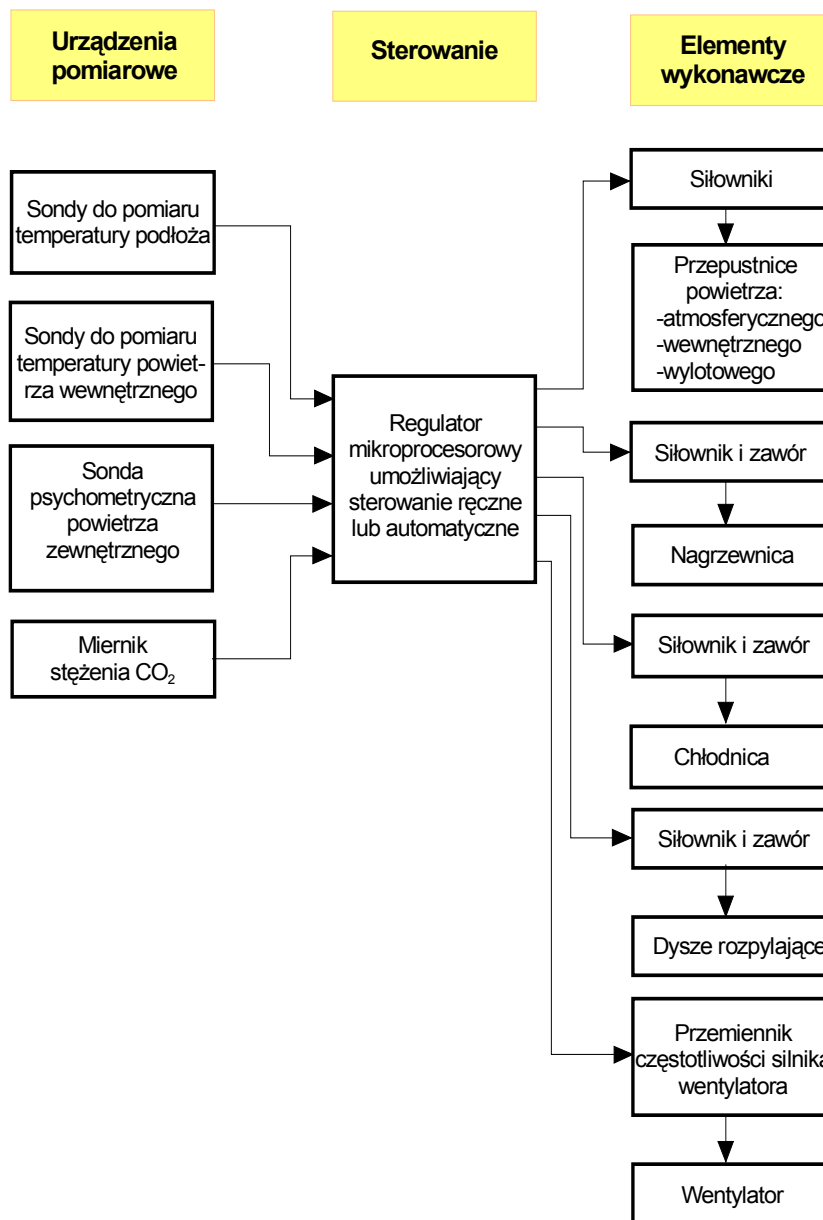 Urządzenia
pomiarowe
Sterowanie
Elementy
wykonawcze
Sondy do pomiaru
temperatury podłoża
Sondy do pomiaru
temperatury powiet-
rza wewnętrznego
Sonda
psychometryczna
powietrza
zewnętrznego
Miernik
stężenia CO₂
Regulator
mikroprocesorowy
umożliwiający
sterowanie ręczne
lub automatyczne
Siłowniki
Przepustnice
powietrza:
-atmosferycznego
-wewnętrznego
-wylotowego
Siłownik i zawór
Nagrzewnica
Siłownik i zawór
Chłodnica
Siłownik i zawór
Dysze rozpylające
Przemiennik
częstotliwości silnika
wentylatora
Wentylator